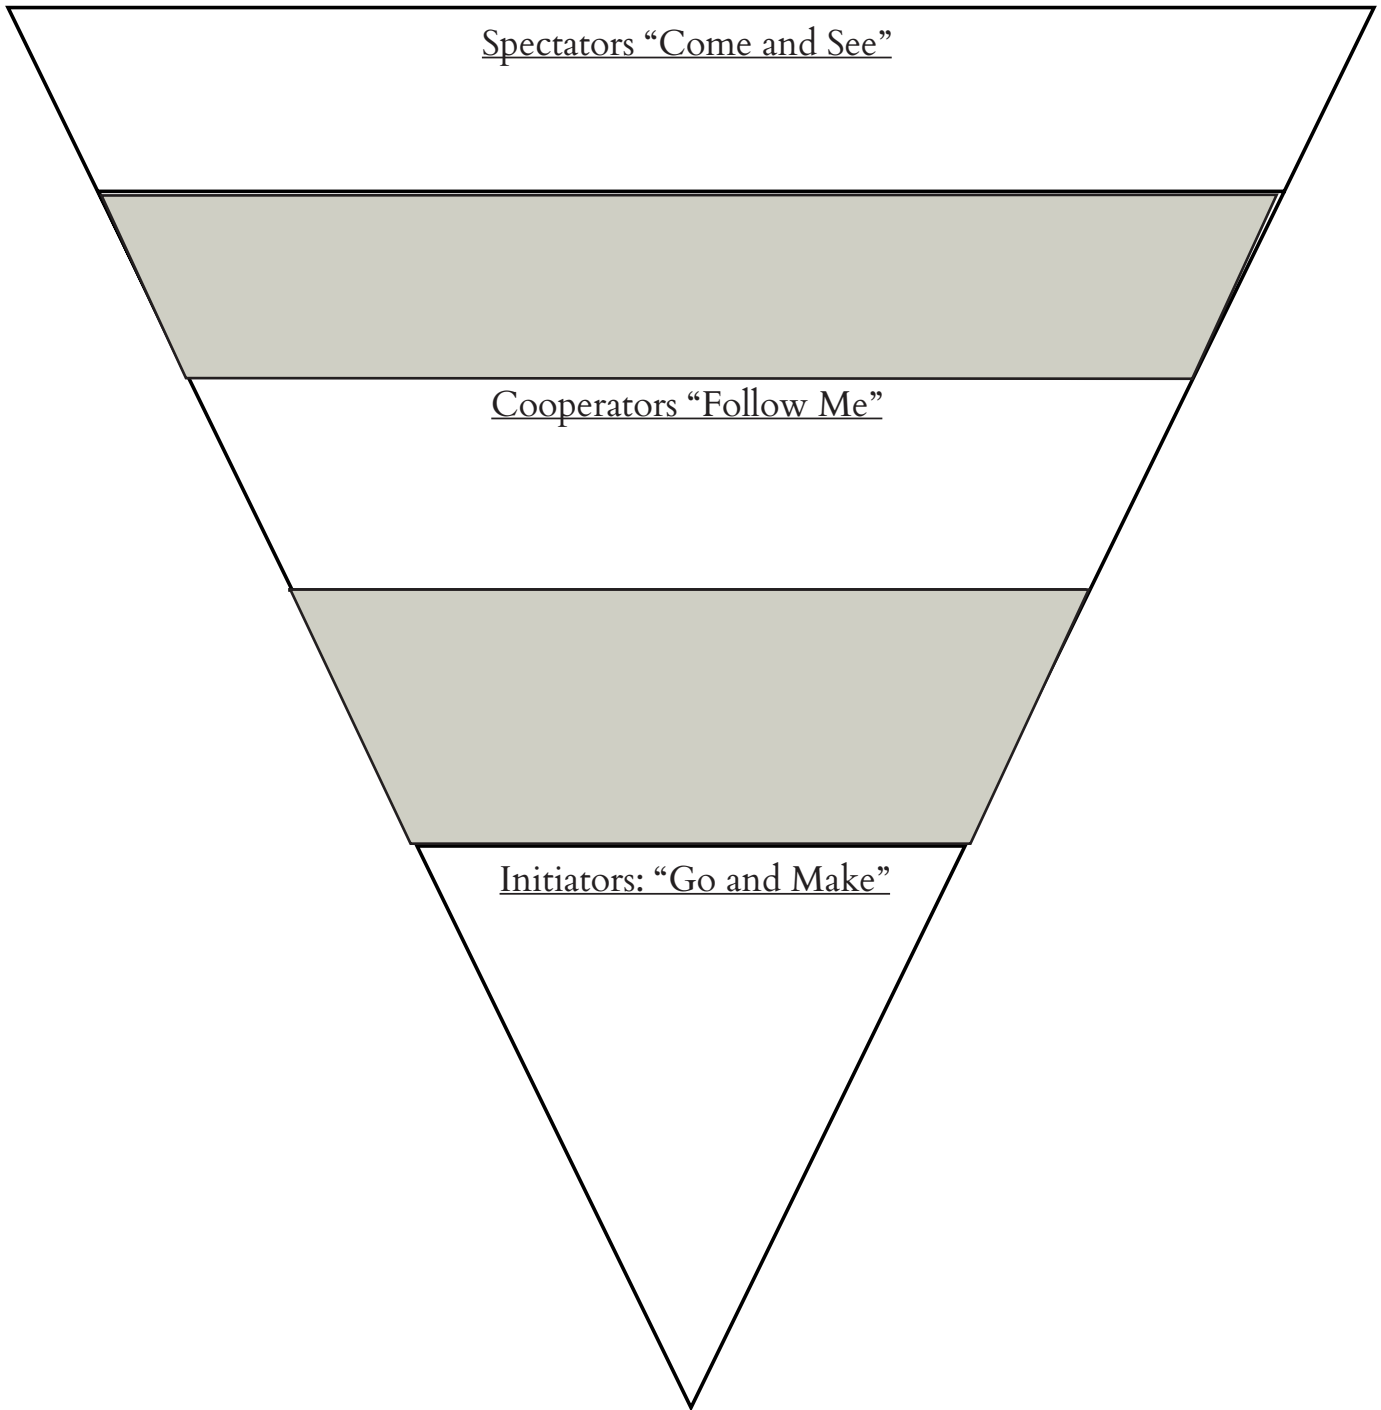 Spectators “Come and See”
Cooperators “Follow Me”
Initiators: “Go and Make”